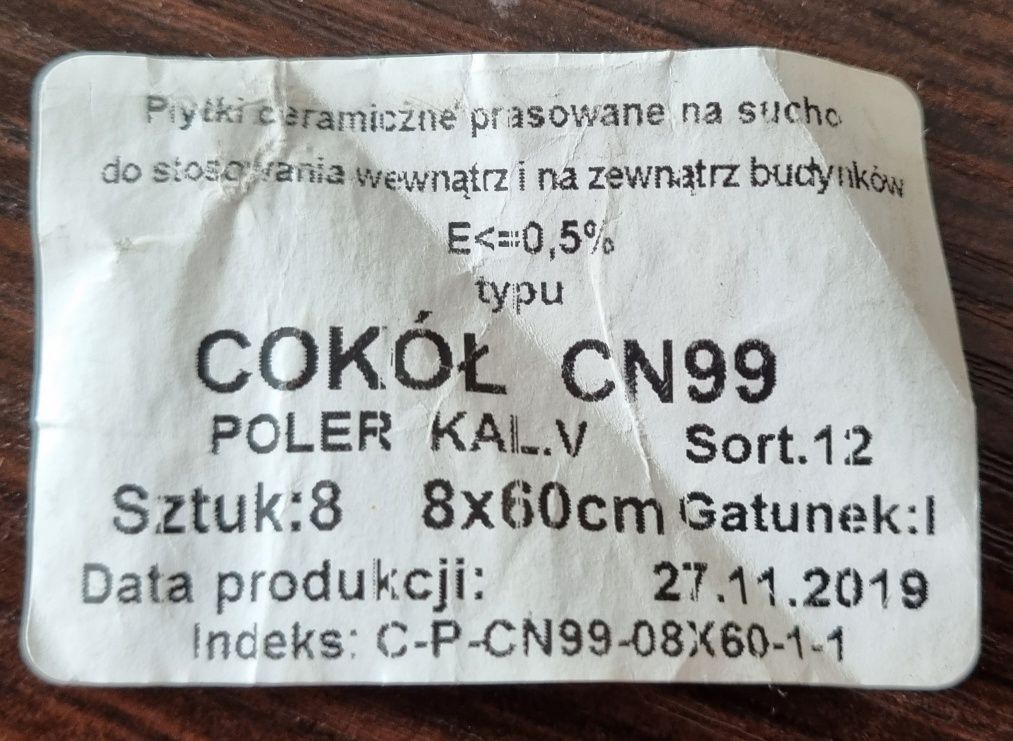 Płytki ceramiczne prasowane na sucho
do stosowania wewnątrz i na zewnątrz budynków
E<=0,5%
typu
COKÓŁ CN99
POLER KAL.V Sort.12
Sztuk:8 8x60cm Gatunek:I
Data produkcji: 27.11.2019
Indeks: C-P-CN99-08X60-1-1